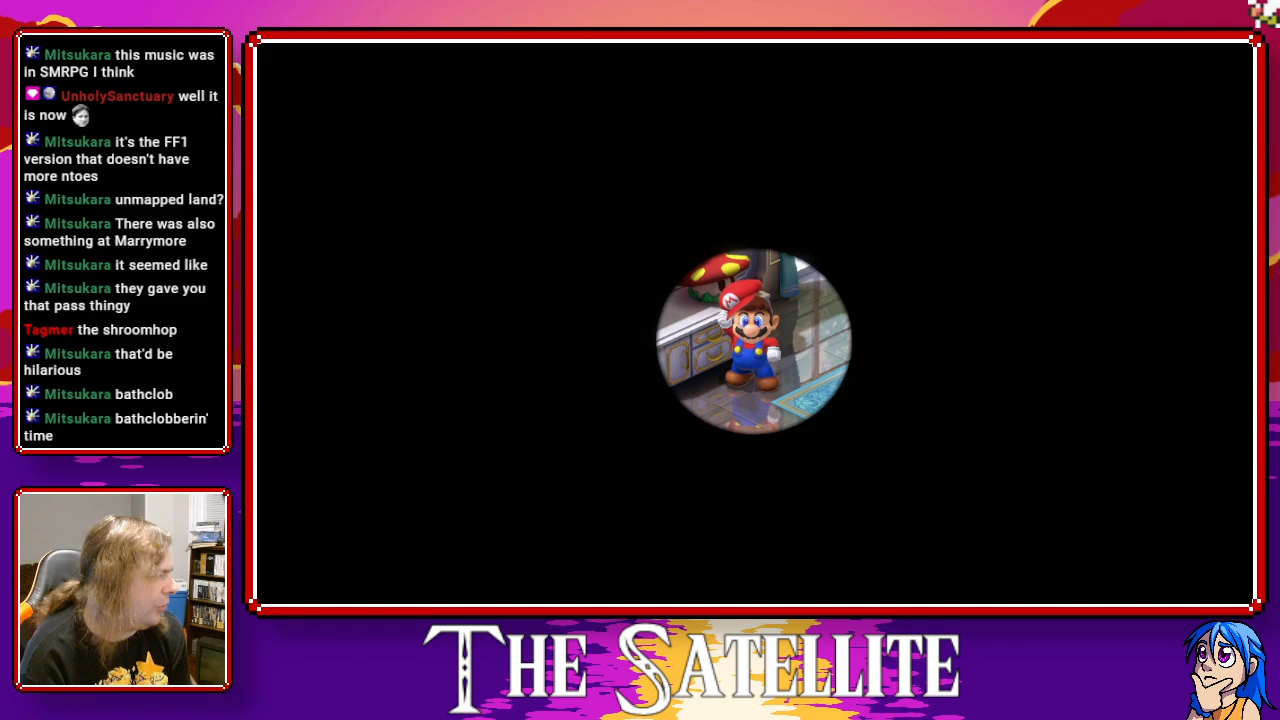 Mitsukara this music was
in SMRPG I think
UnholySanctuary well it
is now
Mitsukara it's the FF1
version that doesn't have
more ntoes
Mitsukara unmapped land?
Mitsukara There was also
something at Marrymore
Mitsukara it seemed like
Mitsukara they gave you
that pass thingy
Tagmer the shroomhop
Mitsukara that'd be
hilarious
Mitsukara bathclob
Mitsukara bathclobberin'
time
M
THE SATELLITE